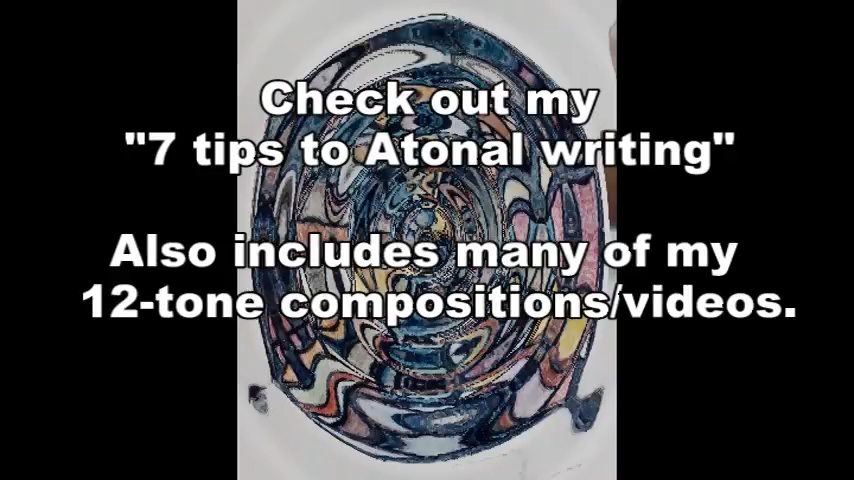 Check out my
"7 tips to Atonal writing"
Also includes many of my
12-tone compositions/videos.